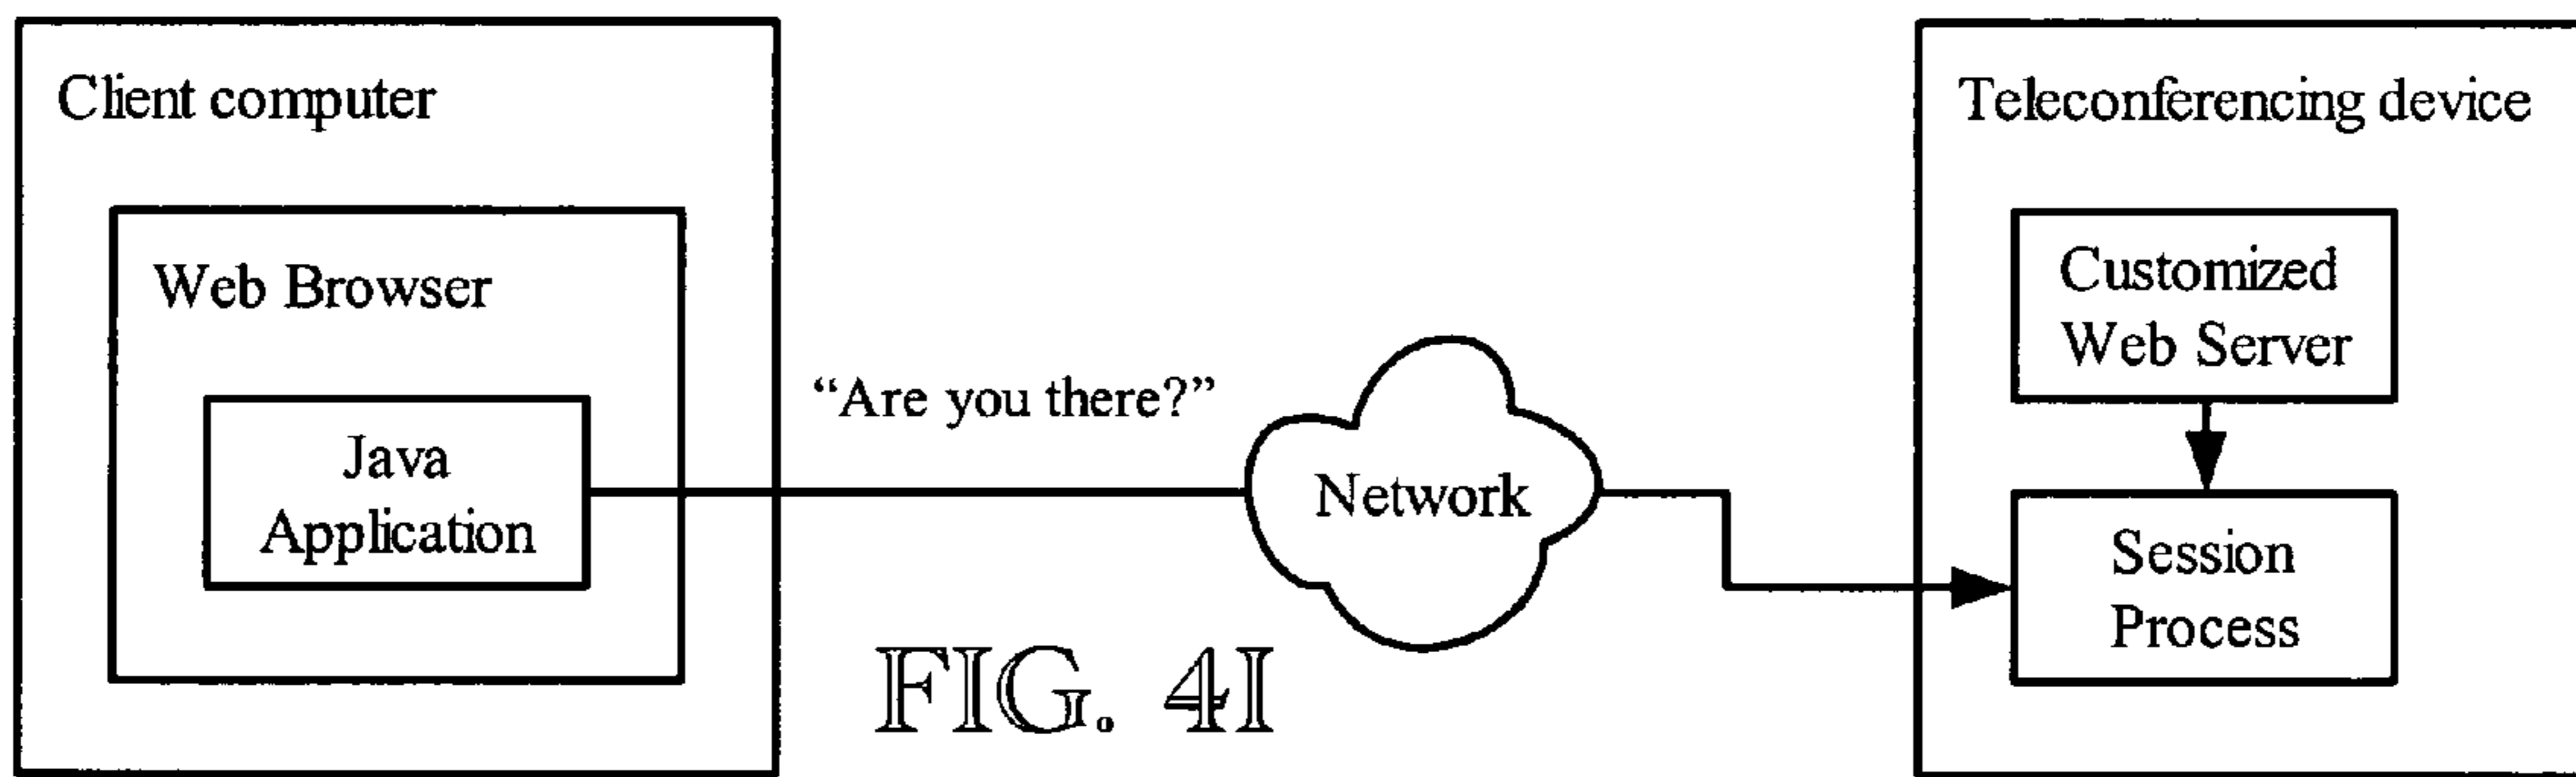 Client computer
Web Browser
Java
Application
“Are you there?”
Network
Teleconferencing device
Customized
Web Server
Session
Process
FIG. 4I